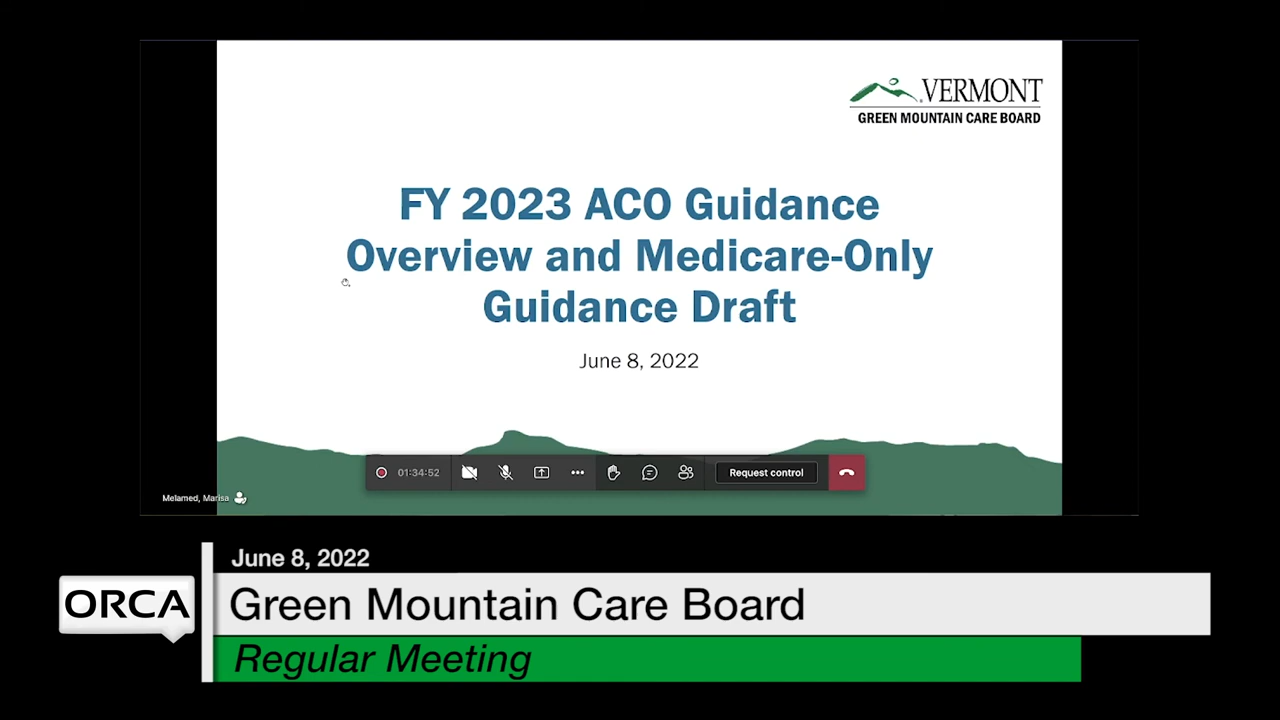 VERMONT
GREEN MOUNTAIN CARE BOARD
FY 2023 ACO Guidance
Overview and Medicare-Only
Guidance Draft
June 8, 2022
01:34:52
Request control
Melamed, Marisa
June 8, 2022
ORCA
Green Mountain Care Board
Regular Meeting